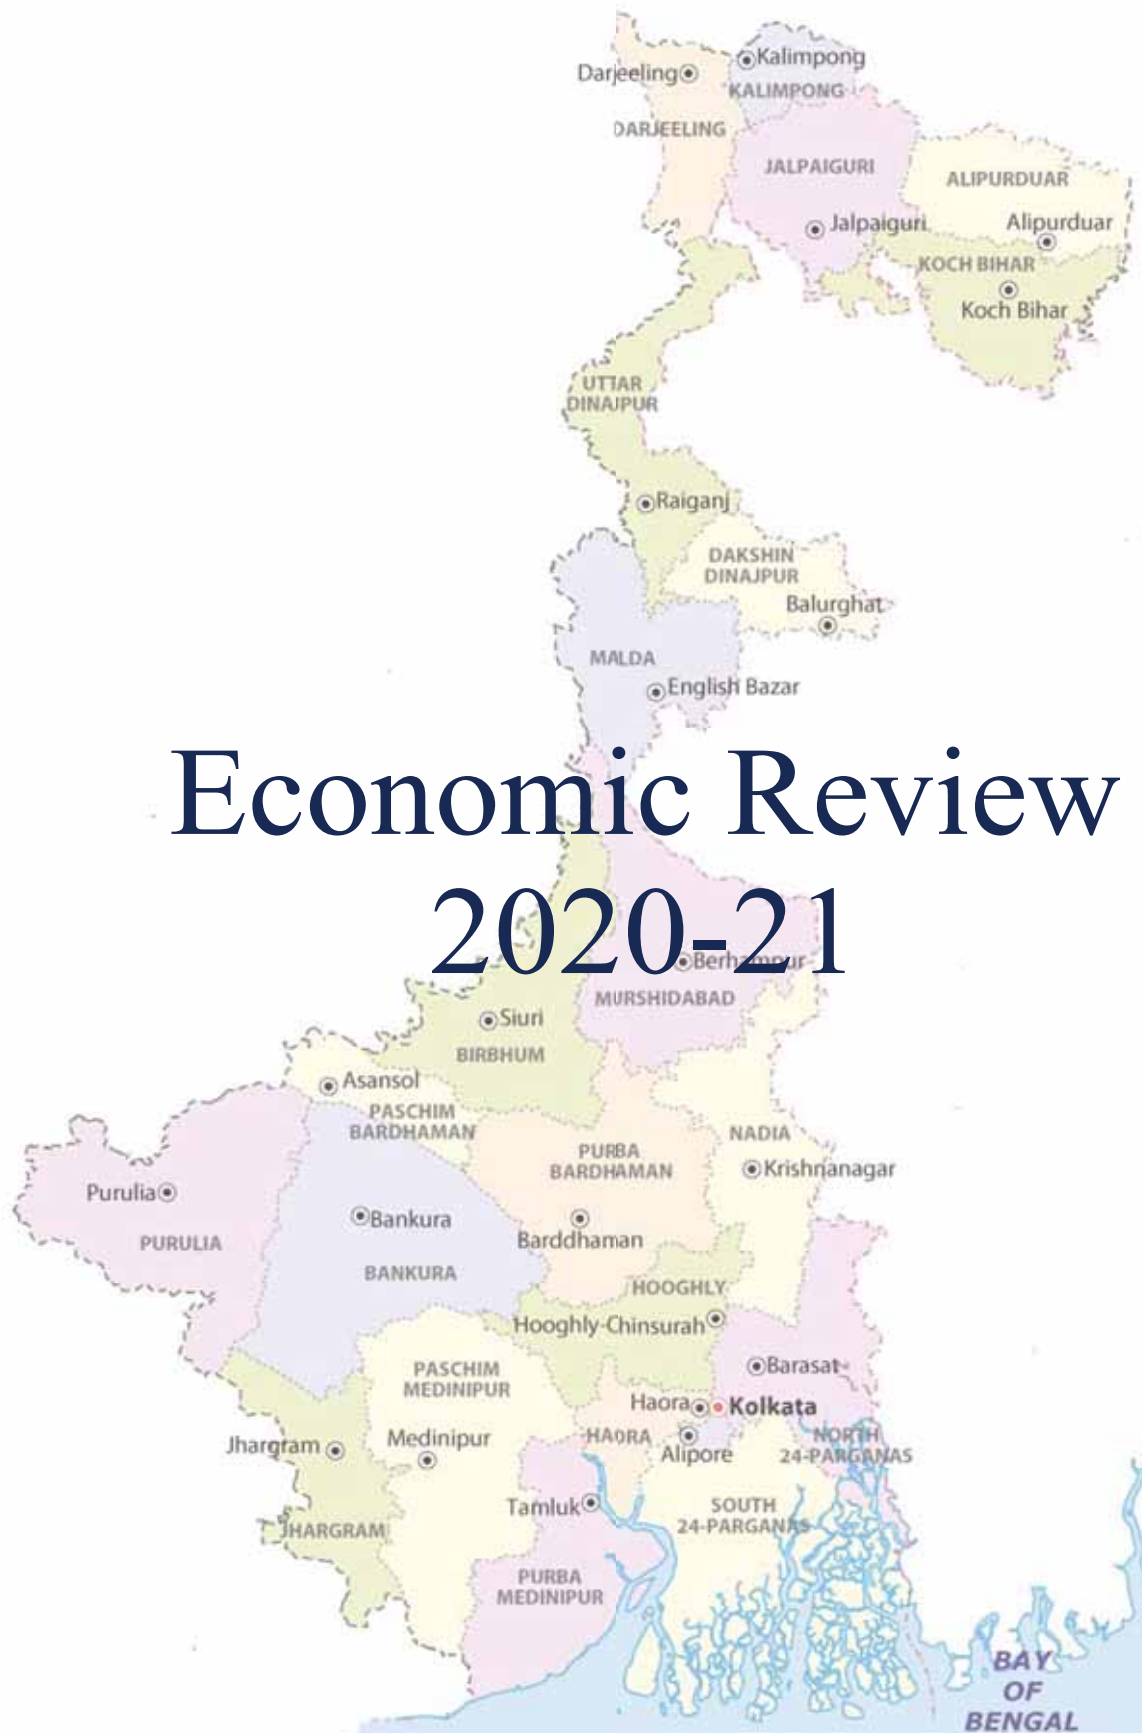 Kalimpong
Darjeeling
KALIMPONG
DARJEELING
JALPAIGURI
ALIPURDUAR
Jalpaiguri
Alipurduar
KOCH BIHAR
Koch Bihar
UTTAR
DINAJPUR
Raiganj
DAKSHIN
DINAJPUR
Balurghat
MALDA
English Bazar
Economic Review
2020-21
Berhampur
MURSHIDABAD
Siuri
BIRBHUM
Asansol
PASCHIM
BARDHAMAN
NADIA
PURBA
BARDHAMAN
Krishnanagar
Purulia
Bankura
Barddhaman
PURULIA
BANKURA
HOOGHLY
Hooghly-Chinsurah
Barasat
PASCHIM
MEDINIPUR
Haora
Kolkata
HAORA
Alipore
NORTH
24-PARGANAS
Jhargram
Medinipur
Tamluk
SOUTH
24-PARGANAS
JHARGRAM
PURBA
MEDINIPUR
BAY
OF
BENGAL